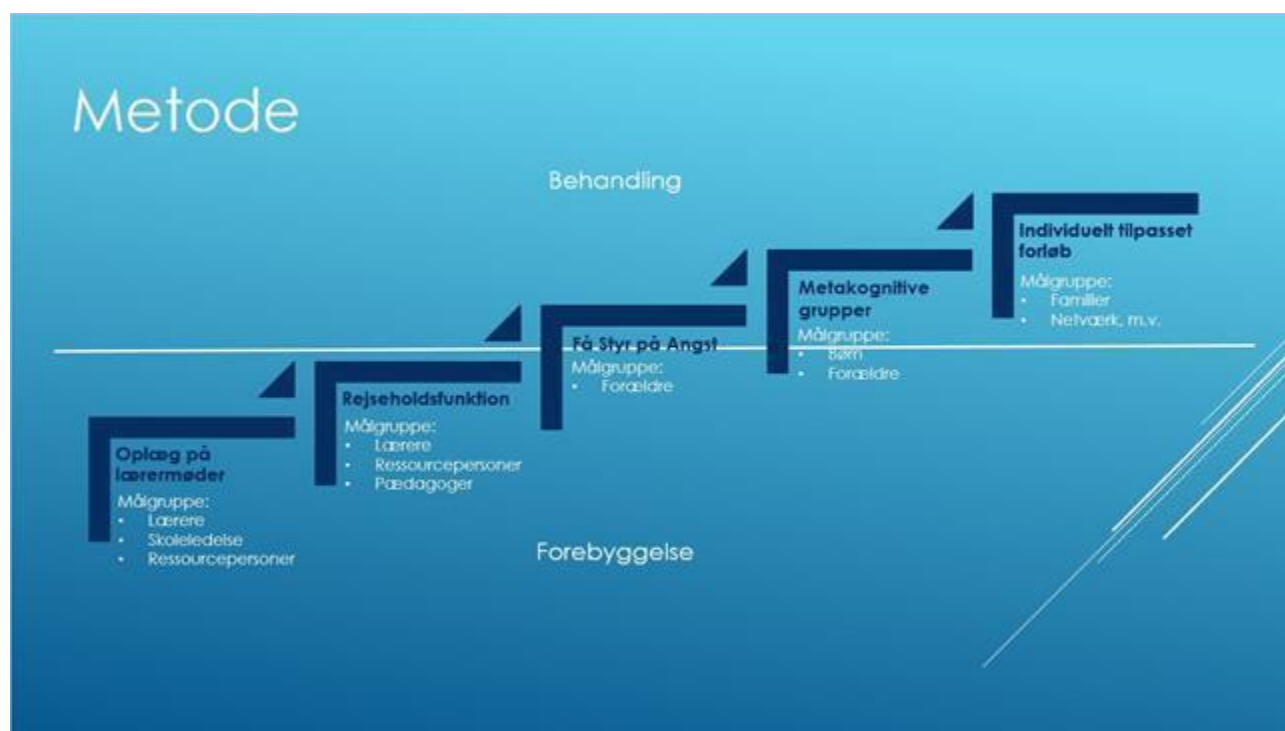 Metode
Behandling
Individuelt tilpasset
forløb
Målgruppe:
• Familier
• Netværk, m.v.
Metakognitive
grupper
Målgruppe:
• Børn
• Forældre
Få Styr på Angst
Målgruppe:
• Forældre
Rejseholdsfunktion
Målgruppe:
• Lærere
• Ressourcepersoner
• Pædagoger
Oplæg på
lærermøder
Målgruppe:
• Lærere
• Skoleledelse
• Ressourcepersoner
Forebyggelse